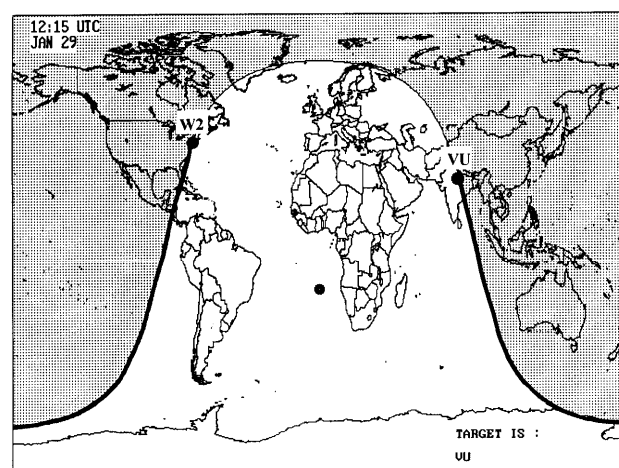 12:15 UTC
JAN 29
W2
VU
TARGET IS :
VU